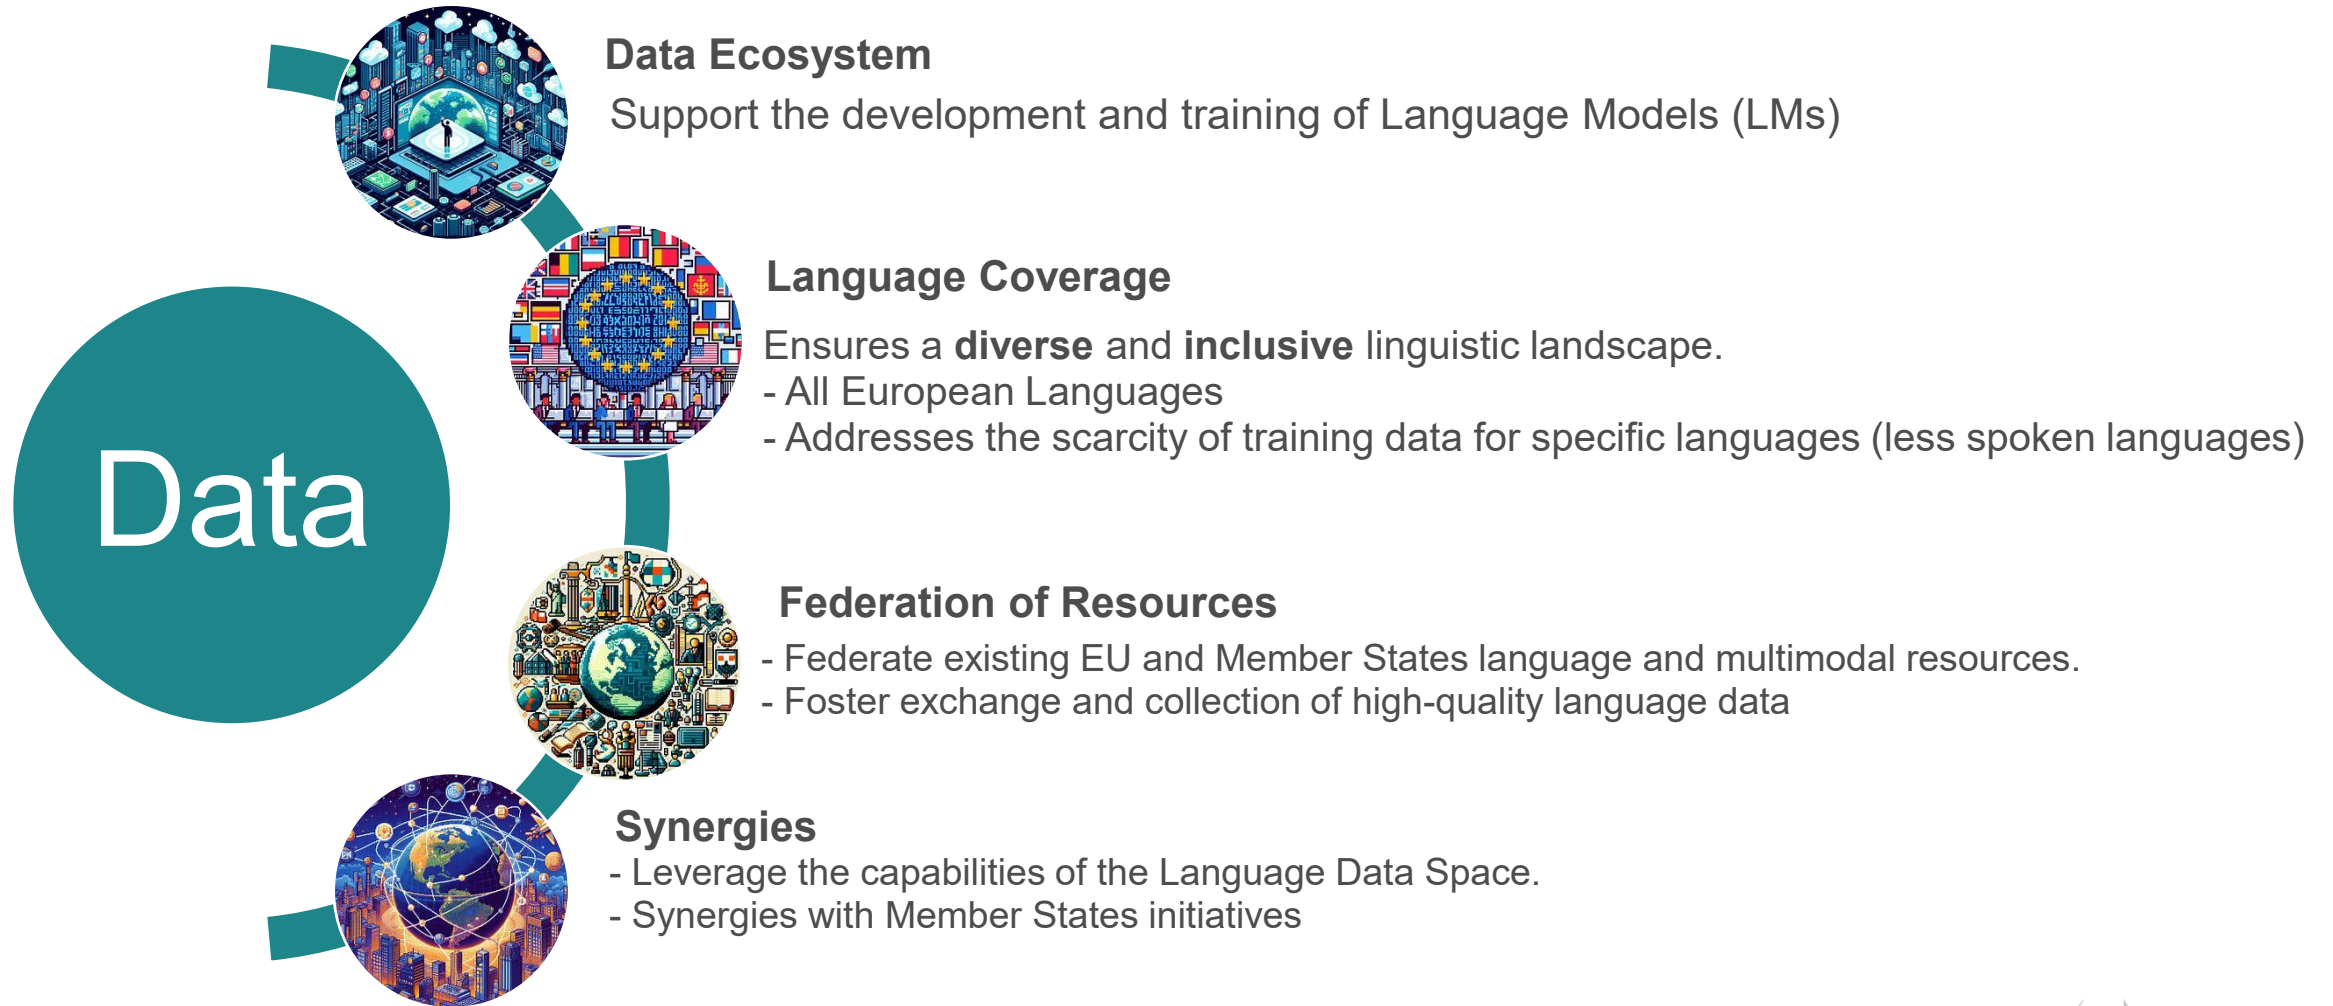 Data Ecosystem
Support the development and training of Language Models (LMs)
Language Coverage
Ensures a diverse and inclusive linguistic landscape.
- All European Languages
- Addresses the scarcity of training data for specific languages (less spoken languages)
Data
Federation of Resources
- Federate existing EU and Member States language and multimodal resources.
- Foster exchange and collection of high-quality language data
Synergies
- Leverage the capabilities of the Language Data Space.
- Synergies with Member States initiatives